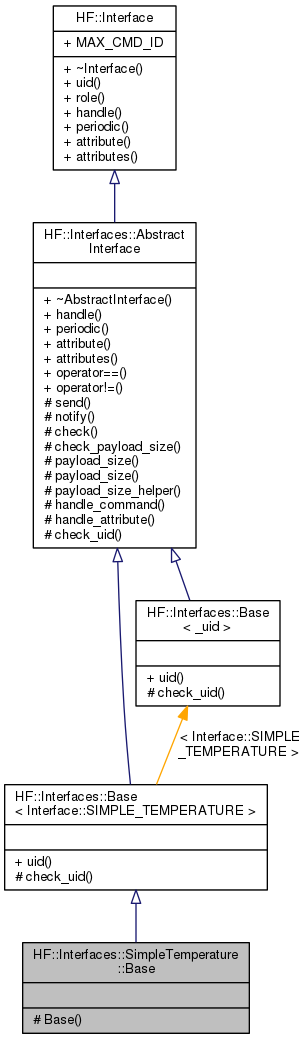 HF::Interface
+ MAX_CMD_ID
+ ~Interface()
+ uid()
+ role()
+ handle()
+ periodic()
+ attribute()
+ attributes()
HF::Interfaces::Abstract
Interface
+ ~AbstractInterface()
+ handle()
+ periodic()
+ attribute()
+ attributes()
+ operator==()
+ operator!=()
# send()
# notify()
# check()
# check_payload_size()
# payload_size()
# payload_size()
# payload_size_helper()
# handle_command()
# handle_attribute()
# check_uid()
HF::Interfaces::Base
< _uid >
+ uid()
# check_uid()
< Interface::SIMPLE
_TEMPERATURE >
HF::Interfaces::Base
< Interface::SIMPLE_TEMPERATURE >
+ uid()
# check_uid()
HF::Interfaces::SimpleTemperature
::Base
# Base()